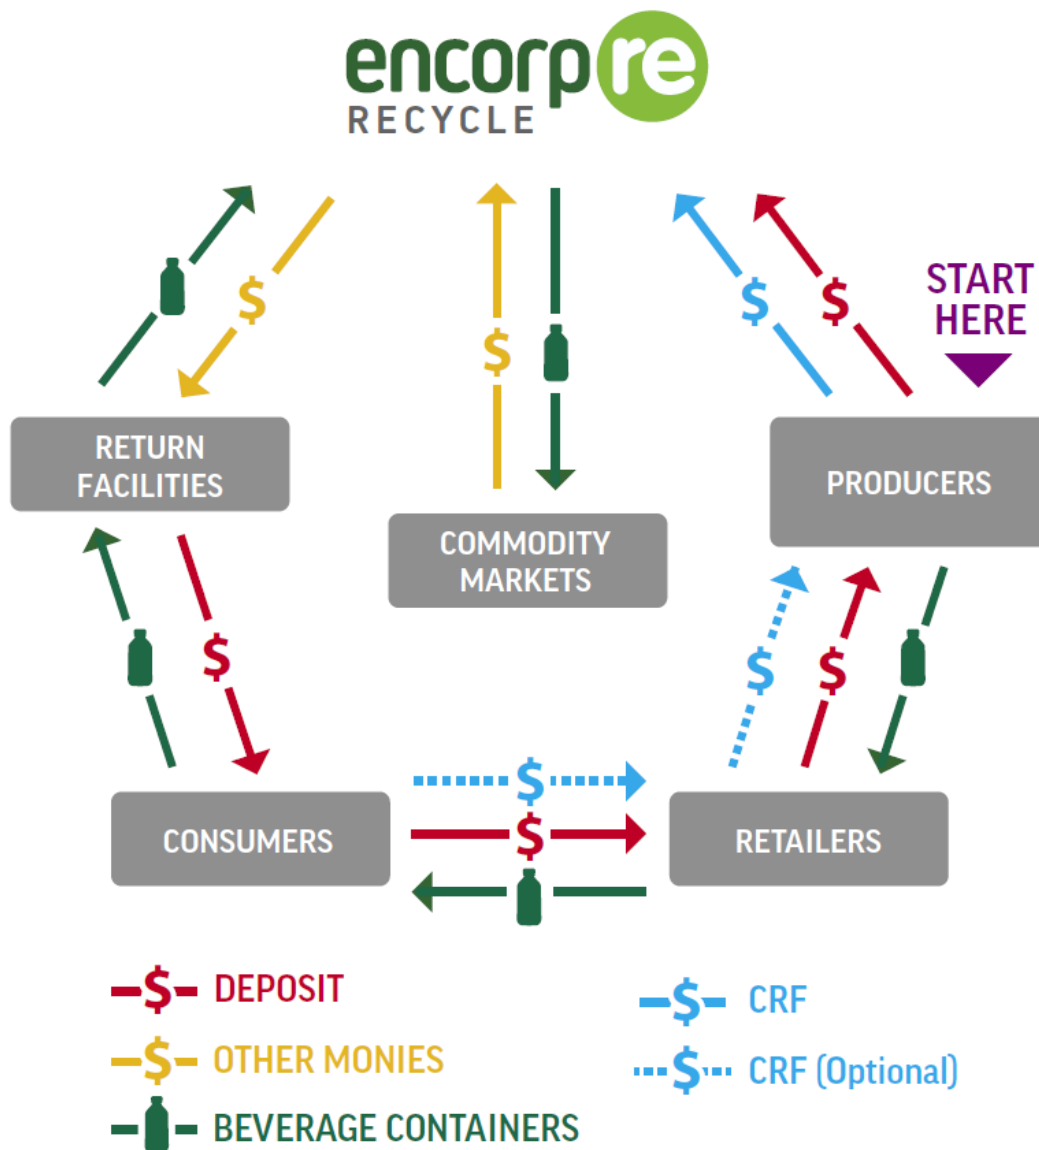 encorp re
RECYCLE
$
$
$
$
START
HERE
$
RETURN
FACILITIES
PRODUCERS
COMMODITY
MARKETS
$
$
$
$
CONSUMERS
$
RETAILERS
$ DEPOSIT
$ CRF
$ OTHER MONIES
$ CRF (Optional)
BEVERAGE CONTAINERS